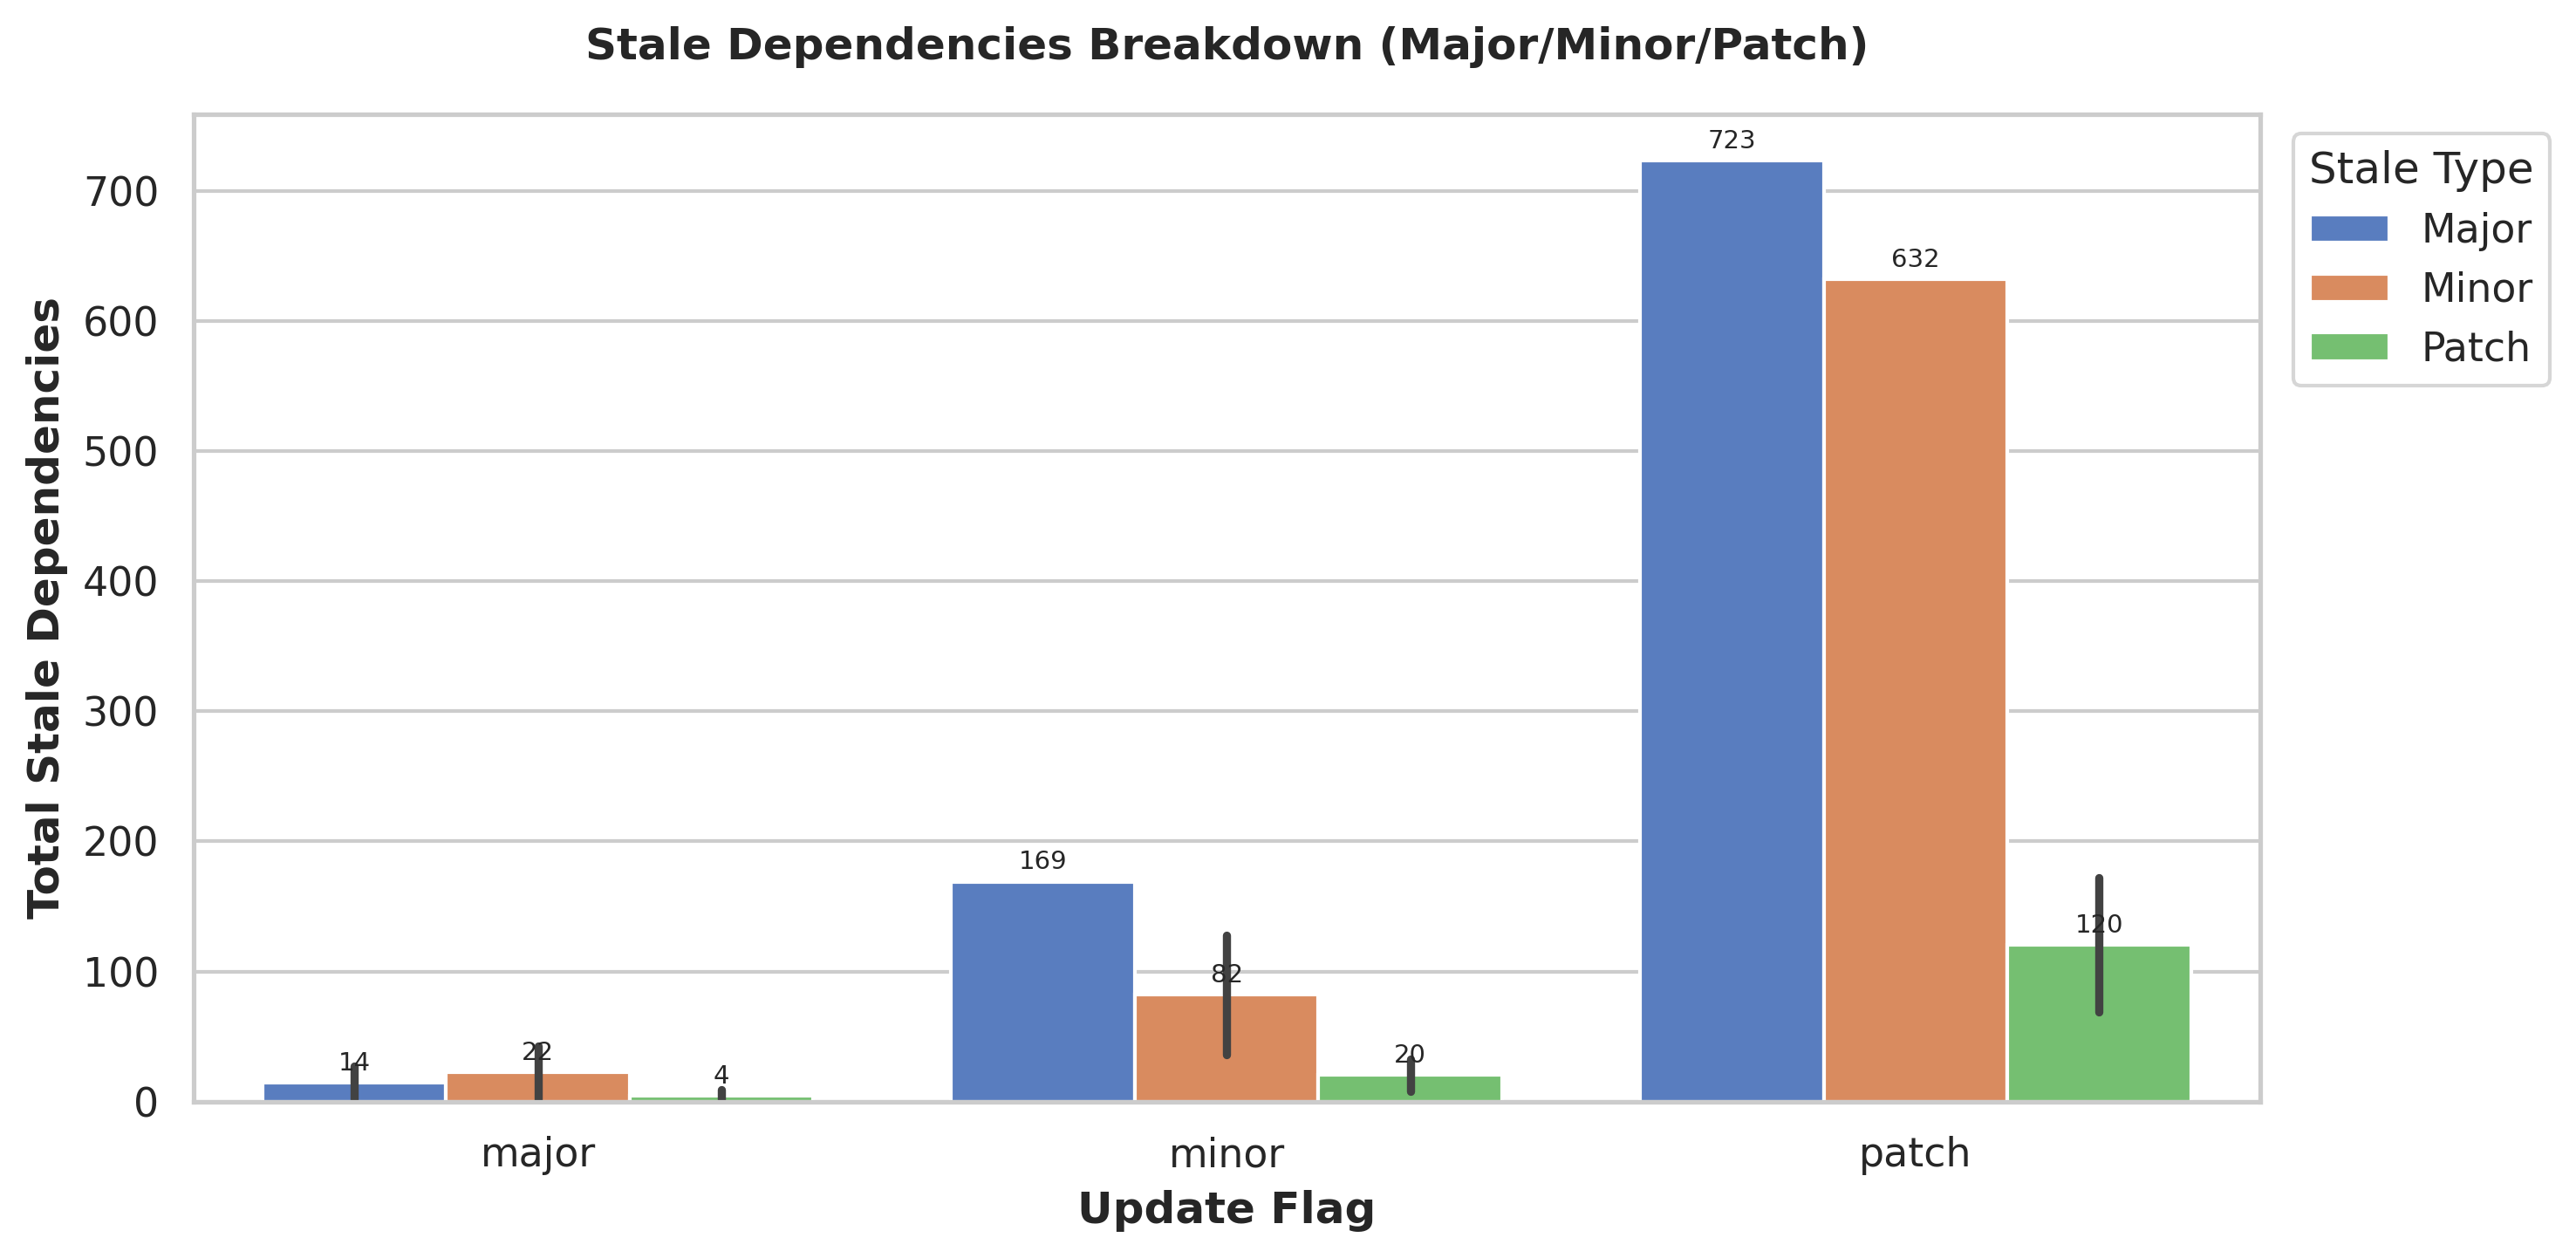 Stale Dependencies Breakdown (Major/Minor/Patch)
Total Stale Dependencies
700
600
500
400
300
200
100
0
14
22
4
169
82
20
723
632
120
major
minor
patch
Update Flag
Stale Type
Major
Minor
Patch